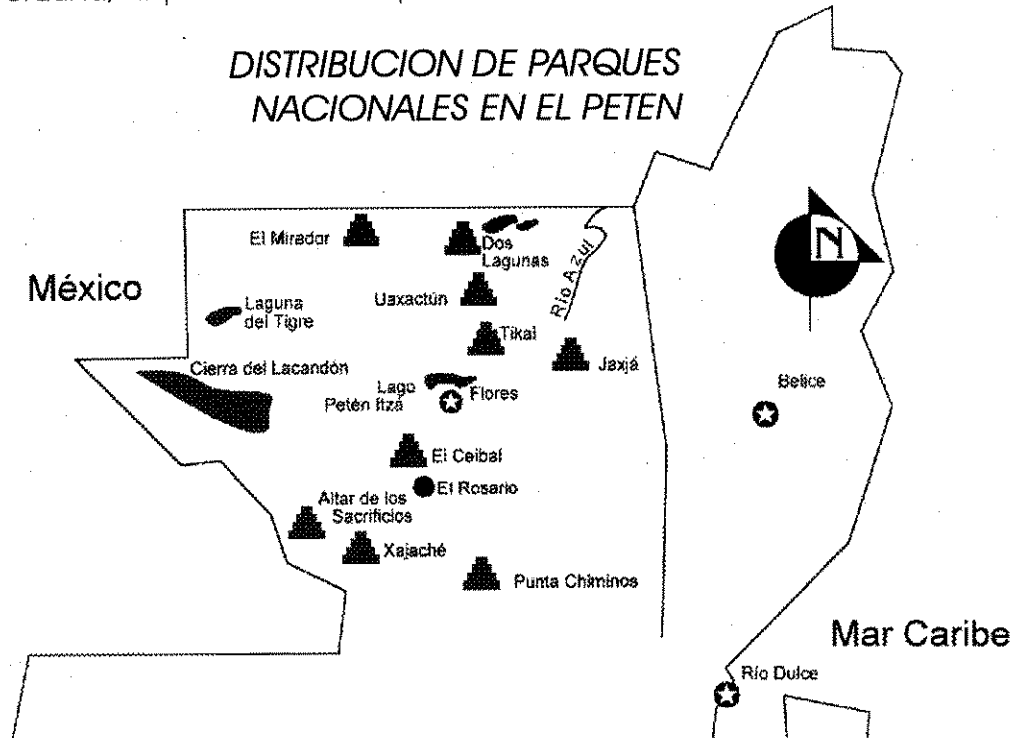 DISTRIBUCION DE PARQUES
NACIONALES EN EL PETEN
El Mirador
Dos
Lagunas
Río Azul
N
México
Uaxactún
Laguna
del Tigre
Tikal
Jaxjá
Cierra del Lacandón
Lago
Petén Itzá
Flores
Belice
El Ceibal
El Rosario
Altar de los
Sacrificios
Xajaché
Punta Chiminos
Mar Caribe
Río Dulce